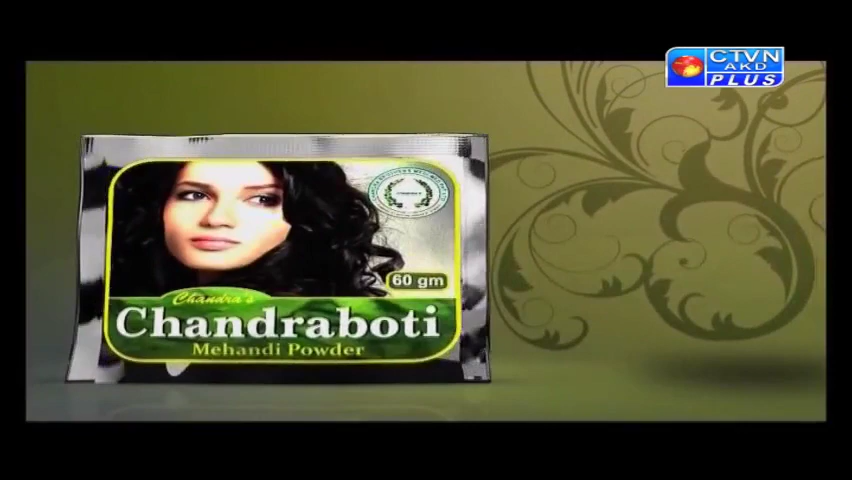 CTVN
AKD
PLUS
60 gm
Chandra's
Chandraboti
Mehandi Powder